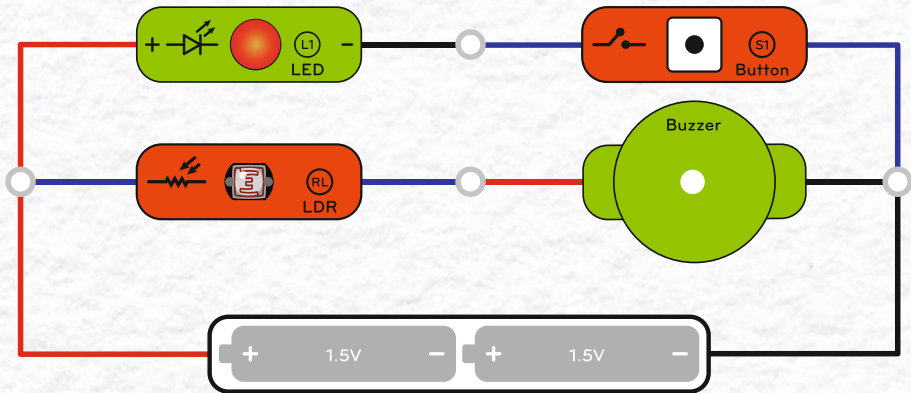 + L1 -
LED
S1
Button
Buzzer
RL
LDR
+ 1.5V - + 1.5V -